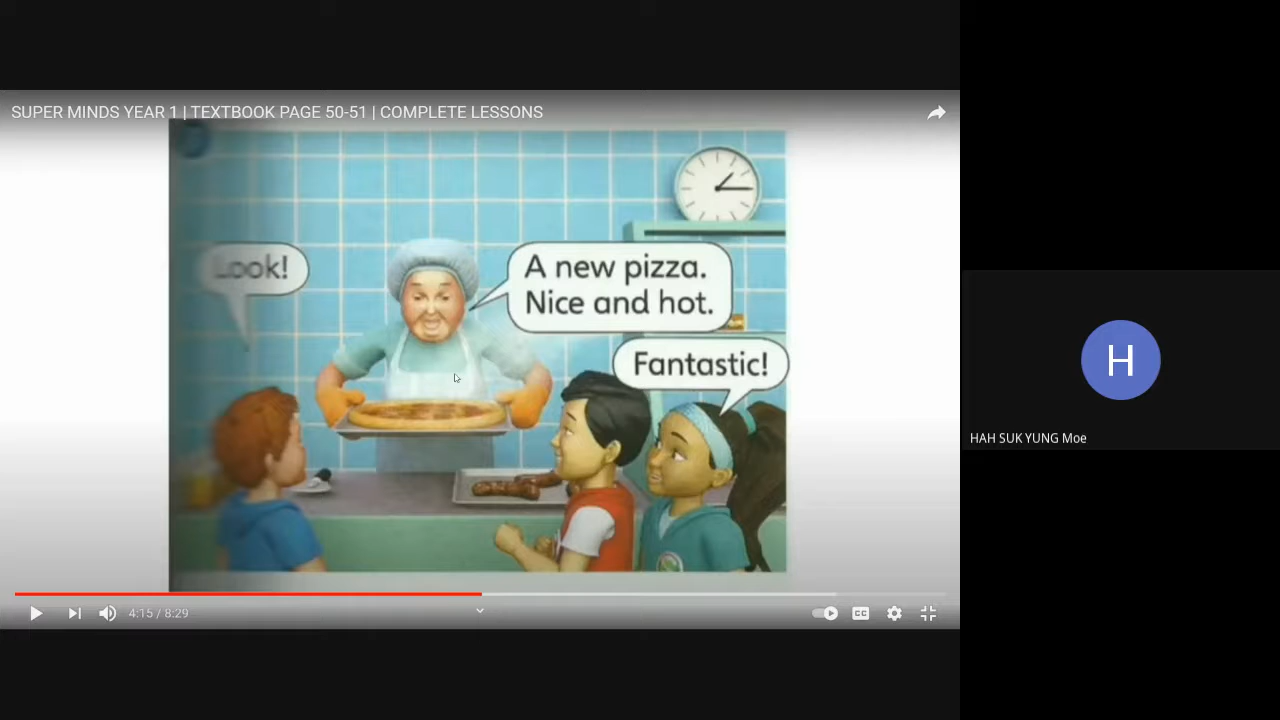 SUPER MINDS YEAR 1 | TEXTBOOK PAGE 50-51 | COMPLETE LESSONS
Look!
A new pizza.
Nice and hot.
Fantastic!
H
HAH SUK YUNG Moe
4:15 / 8:29
CC